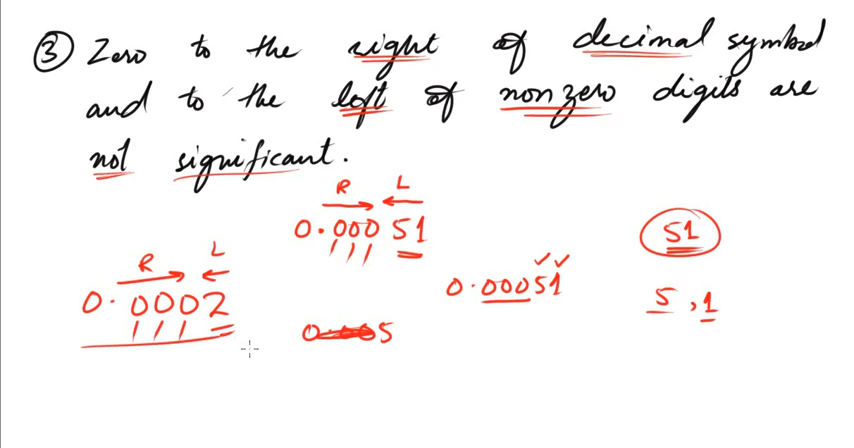 ③ Zero to the right of decimal symbol
and to the left of nonzero digits are
not significant.
R L
0.00051
51
R L
0.0002
0.00051
5, 1
5